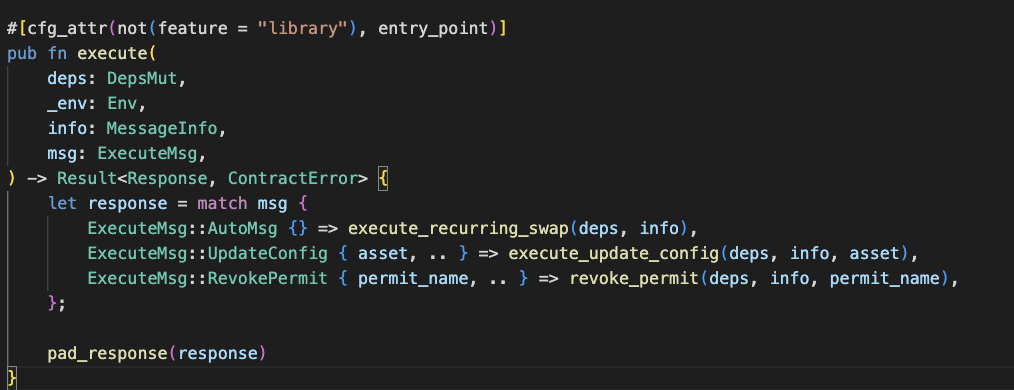 #[cfg_attr(not(feature = "library"), entry_point)]
pub fn execute(
    deps: DepsMut,
    _env: Env,
    info: MessageInfo,
    msg: ExecuteMsg,
) -> Result<Response, ContractError> {
    let response = match msg {
        ExecuteMsg::AutoMsg {} => execute_recurring_swap(deps, info),
        ExecuteMsg::UpdateConfig { asset, .. } => execute_update_config(deps, info, asset),
        ExecuteMsg::RevokePermit { permit_name, .. } => revoke_permit(deps, info, permit_name),
    };

    pad_response(response)
}